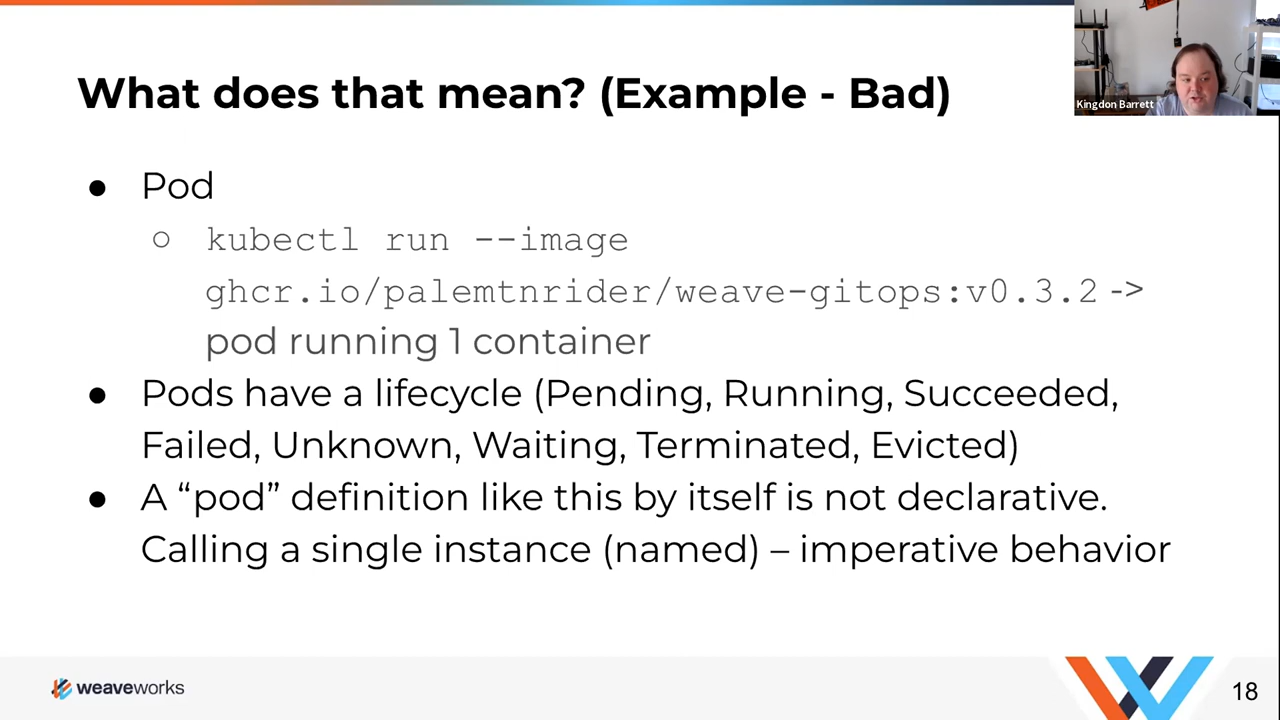 What does that mean? (Example - Bad)
Kingdon Barrett
● Pod
○ kubectl run --image
ghcr.io/palemtnrider/weave-gitops:v0.3.2 ->
pod running 1 container
● Pods have a lifecycle (Pending, Running, Succeeded,
Failed, Unknown, Waiting, Terminated, Evicted)
● A “pod” definition like this by itself is not declarative.
Calling a single instance (named) – imperative behavior
weaveworks
18